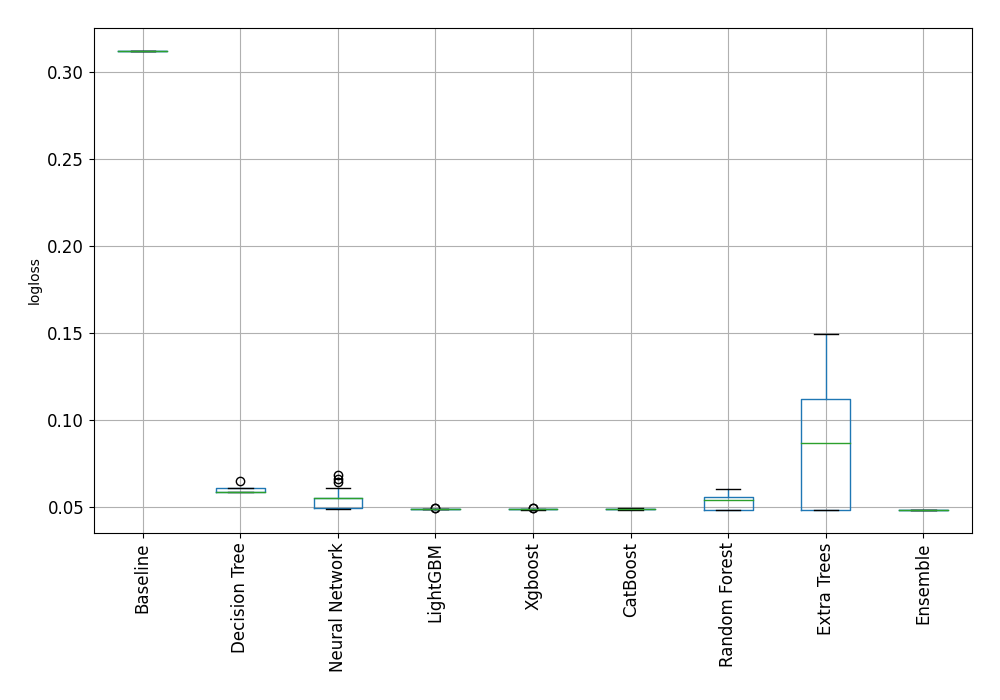 0.30
0.25
0.20
0.15
0.10
0.05
logloss
Baseline
Decision Tree
Neural Network
LightGBM
Xgboost
CatBoost
Random Forest
Extra Trees
Ensemble